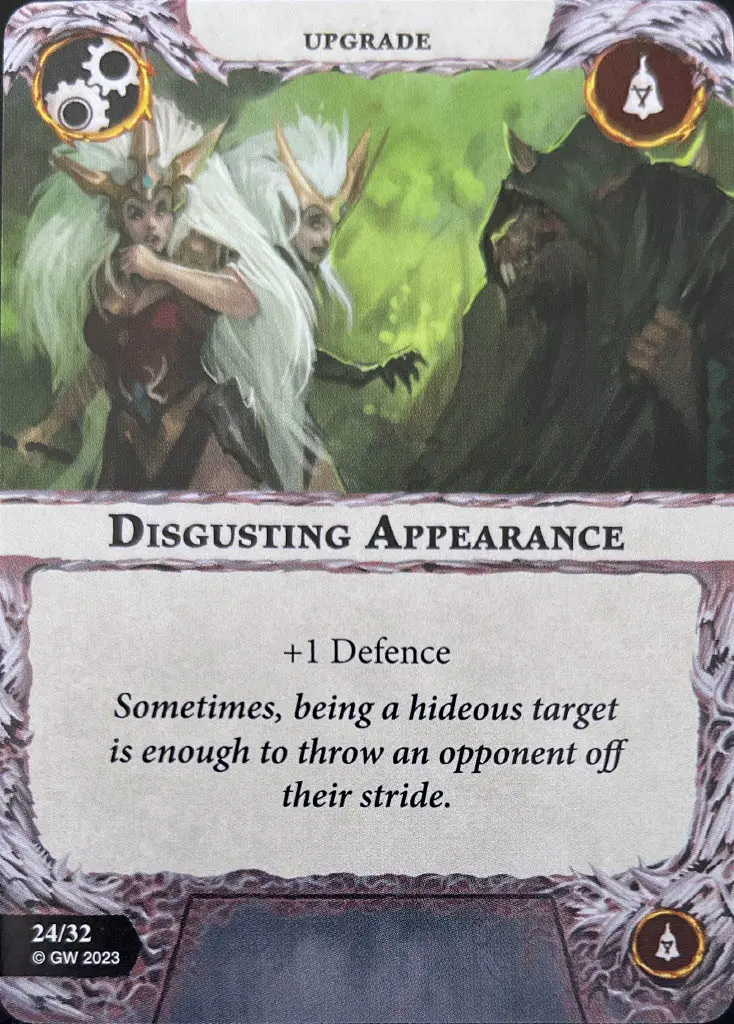 UPGRADE
DISGUSTING APPEARANCE
+1 Defence
Sometimes, being a hideous target
is enough to throw an opponent off
their stride.
24/32
© GW 2023